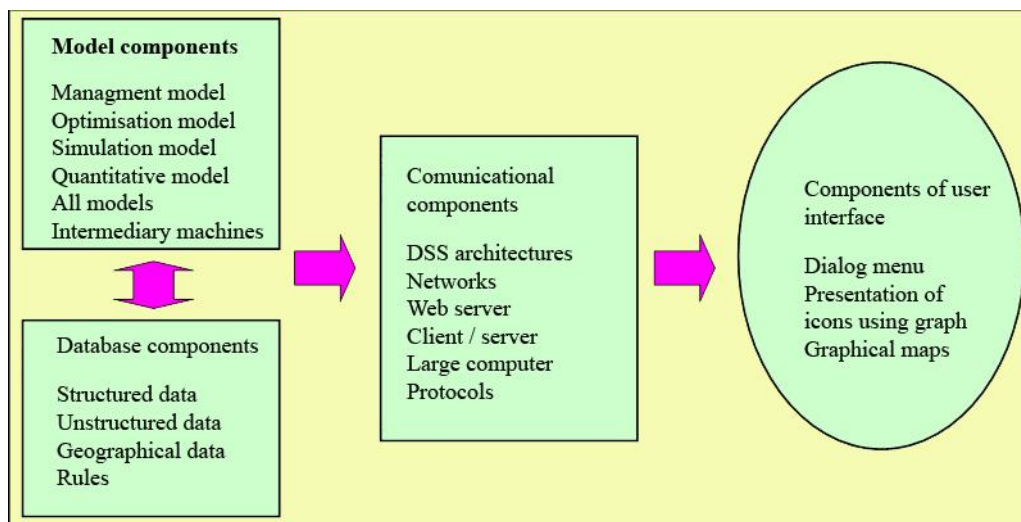 Model components
Managment model
Optimisation model
Simulation model
Quantitative model
All models
Intermediary machines
Database components
Structured data
Unstructured data
Geographical data
Rules
Comunicational
components
DSS architectures
Networks
Web server
Client / server
Large computer
Protocols
Components of user
interface
Dialog menu
Presentation of
icons using graph
Graphical maps